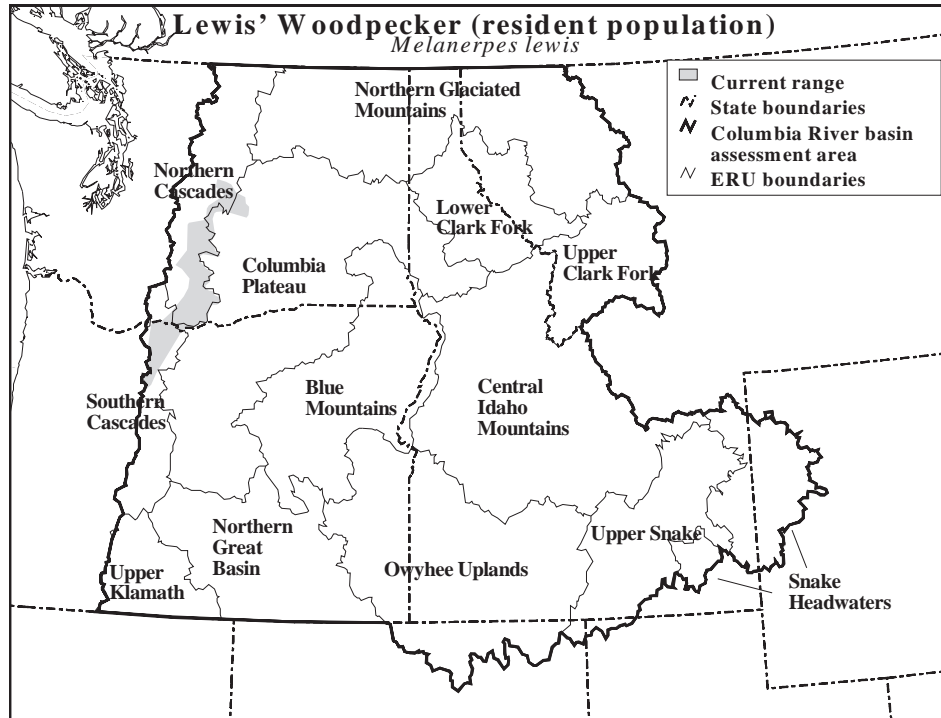 Lewis’ Woodpecker (resident population)
Melanerpes lewis
Current range
State boundaries
Columbia River basin
assessment area
ERU boundaries
Northern Glaciated
Mountains
Northern
Cascades
Lower
Clark Fork
Upper
Clark Fork
Columbia
Plateau
Southern
Cascades
Blue
Mountains
Central
Idaho
Mountains
Northern
Great
Basin
Upper Snake
Upper
Klamath
Owyhee Uplands
Snake
Headwaters